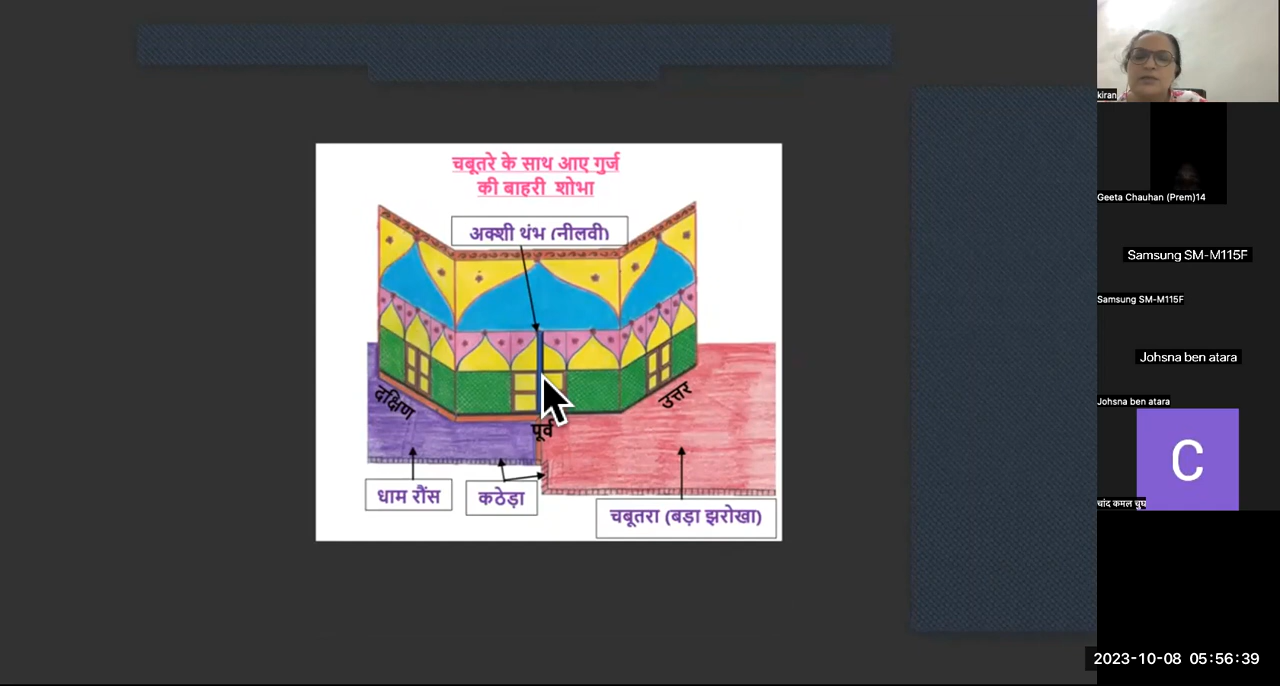 चबूतरे के साथ आए गुर्ज
की बाहरी शोभा
अक्शी थंभ (नीलवी)
दक्षिण
उत्तर
पूर्व
धाम रौंस
कठेड़ा
चबूतरा (बड़ा झरोखा)
kiran
Geeta Chauhan (Prem)14
Samsung SM-M115F
Samsung SM-M115F
Johsna ben atara
Johsna ben atara
C
चांद कमल चुघ
2023-10-08 05:56:39